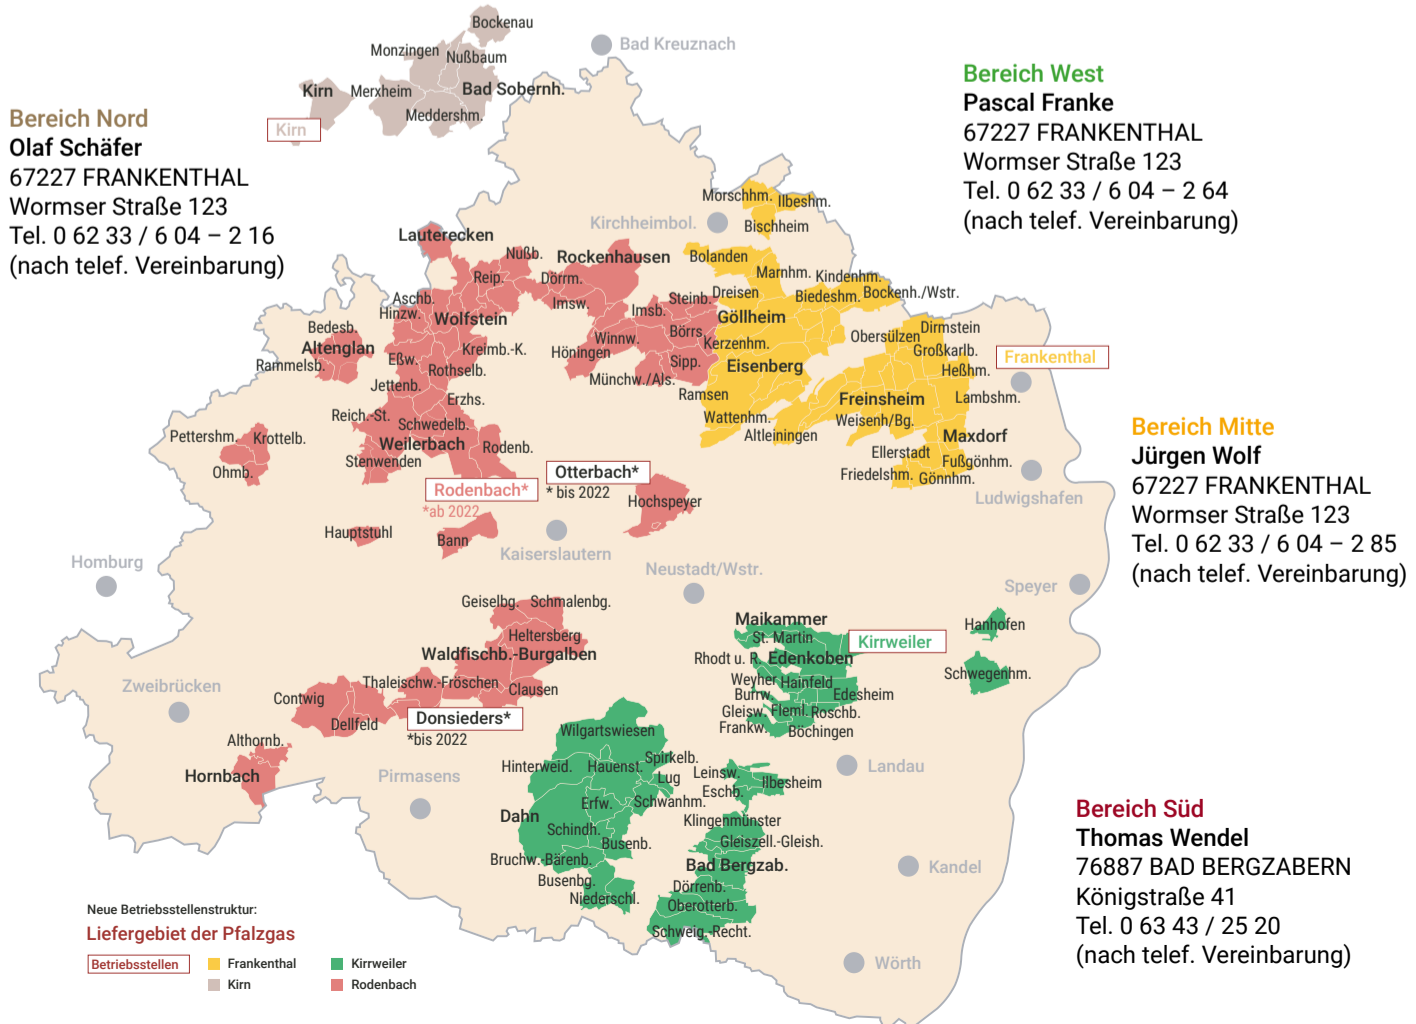 Bereich Nord
Olaf Schäfer
67227 FRANKENTHAL
Wormser Straße 123
Tel. 0 62 33 / 6 04 – 2 16
(nach telef. Vereinbarung)
Bereich West
Pascal Franke
67227 FRANKENTHAL
Wormser Straße 123
Tel. 0 62 33 / 6 04 – 2 64
(nach telef. Vereinbarung)
Bereich Mitte
Jürgen Wolf
67227 FRANKENTHAL
Wormser Straße 123
Tel. 0 62 33 / 6 04 – 2 85
(nach telef. Vereinbarung)
Bereich Süd
Thomas Wendel
76887 BAD BERGZABERN
Königstraße 41
Tel. 0 63 43 / 25 20
(nach telef. Vereinbarung)
Bockenau
Monzingen
Nußbaum
Bad Kreuznach
Kirn
Merxheim
Bad Sobernh.
Meddershm.
Kirn
Morschhm.
Ilbeshm.
Kirchheimbol.
Bischheim
Lauterecken
Nußb.
Rockenhausen
Bolanden
Reip.
Dörrm.
Marnhm.
Kindenhm.
Aschb.
Imsw.
Steinb.
Dreisen
Biedeshm.
Bockenh./Wstr.
Hinzw.
Wolfstein
Imsb.
Göllheim
Bedesb.
Börrs.
Dirmstein
Altenglan
Winnw.
Kerzenhm.
Obersülzen
Kreimb.-K.
Höningen
Großkarlb.
Frankenthal
Rammelsb.
Eßw.
Rothselb.
Sipp.
Eisenberg
Heßhm.
Jettenb.
Münchw./Als.
Ramsen
Freinsheim
Lambshm.
Erzhs.
Reich.-St.
Schwedelb.
Wattenhm.
Weisenh/Bg.
Pettershm.
Krottelb.
Weilerbach
Rodenb.
Altleiningen
Maxdorf
Ohmb.
Stenwenden
Ellerstadt
Fußgönhm.
Friedelshm.
Gönnhm.
Otterbach*
* bis 2022
Rodenbach*
*ab 2022
Hochspeyer
Ludwigshafen
Hauptstuhl
Bann
Kaiserslautern
Homburg
Neustadt/Wstr.
Speyer
Geiselbg.
Schmalenbg.
Maikammer
Hanhofen
Heltersberg
St. Martin
Kirrweiler
Waldfischb.-Burgalben
Rhodt u. R.
Edenkoben
Schwegenhm.
Zweibrücken
Thaleischw.-Fröschen
Clausen
Weyher
Hainfeld
Contwig
Burrw.
Edesheim
Dellfeld
Donsieders*
*bis 2022
Gleisw.
Fleml.
Roschb.
Frankw.
Böchingen
Althornb.
Wilgartswiesen
Hornbach
Pirmasens
Hinterweid.
Hauenst.
Spirkelb.
Lug
Leinsw.
Landau
Ilbesheim
Eschb.
Erfw.
Schwanhm.
Dahn
Klingenmünster
Schindh.
Busenb.
Gleiszell.-Gleish.
Bruchw.-Bärenb.
Bad Bergzab.
Kandel
Busenbg.
Dörrenb.
Niederschl.
Oberotterb.
Schweig.-Recht.
Wörth
Neue Betriebsstellenstruktur:
Liefergebiet der Pfalzgas
Betriebsstellen
Frankenthal
Kirrweiler
Kirn
Rodenbach